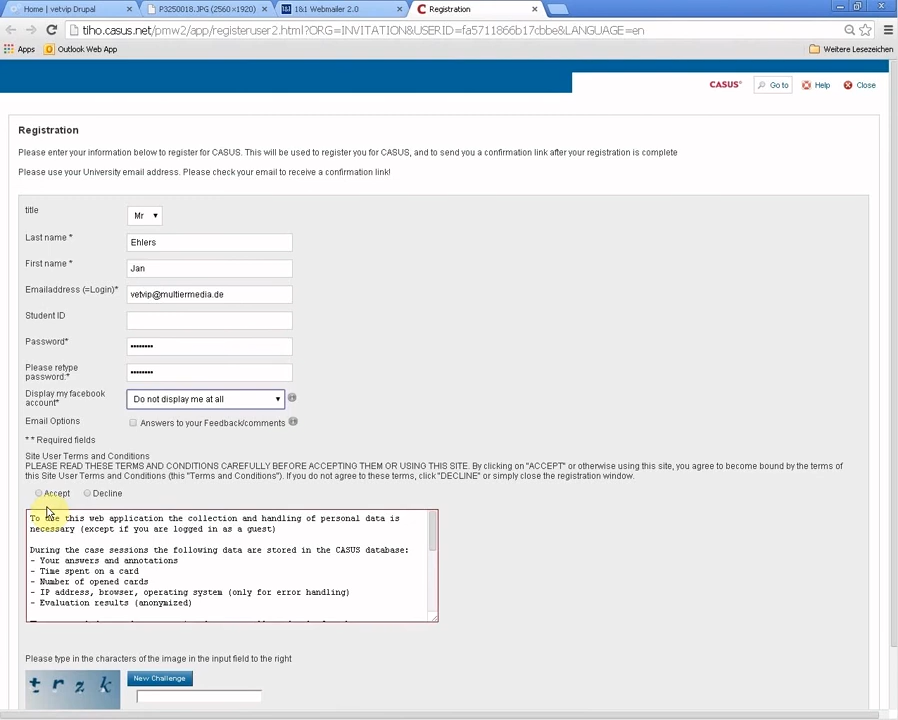 Home | vetvip Drupal
P3250018.JPG (2560×1920)
1&1 Webmailer 2.0
Registration
tiho.casus.net/pmw2/app/registeruser2.html?ORG=INVITATION&USERID=fa5711866b17cbbe&LANGUAGE=en
Apps Outlook Web App Weitere Lesezeichen
CASUS® Go to Help Close
Registration
Please enter your information below to register for CASUS. This will be used to register you for CASUS, and to send you a confirmation link after your registration is complete
Please use your University email address. Please check your email to receive a confirmation link!
title Mr
Last name * Ehlers
First name * Jan
Emailaddress (=Login)* vetvip@multiermedia.de
Student ID
Password* ••••••••
Please retype password:* ••••••••
Display my facebook account* Do not display me at all
Email Options Answers to your Feedback/comments
* * Required fields
Site User Terms and Conditions
PLEASE READ THESE TERMS AND CONDITIONS CAREFULLY BEFORE ACCEPTING THEM OR USING THIS SITE. By clicking on "ACCEPT" or otherwise using this site, you agree to become bound by the terms of
this Site User Terms and Conditions (this "Terms and Conditions"). If you do not agree to these terms, click "DECLINE" or simply close the registration window.
Accept Decline
To use this web application the collection and handling of personal data is
necessary (except if you are logged in as a guest)
During the case sessions the following data are stored in the CASUS database:
- Your answers and annotations
- Time spent on a card
- Number of opened cards
- IP address, browser, operating system (only for error handling)
- Evaluation results (anonymized)
Please type in the characters of the image in the input field to the right
t r z k
New Challenge